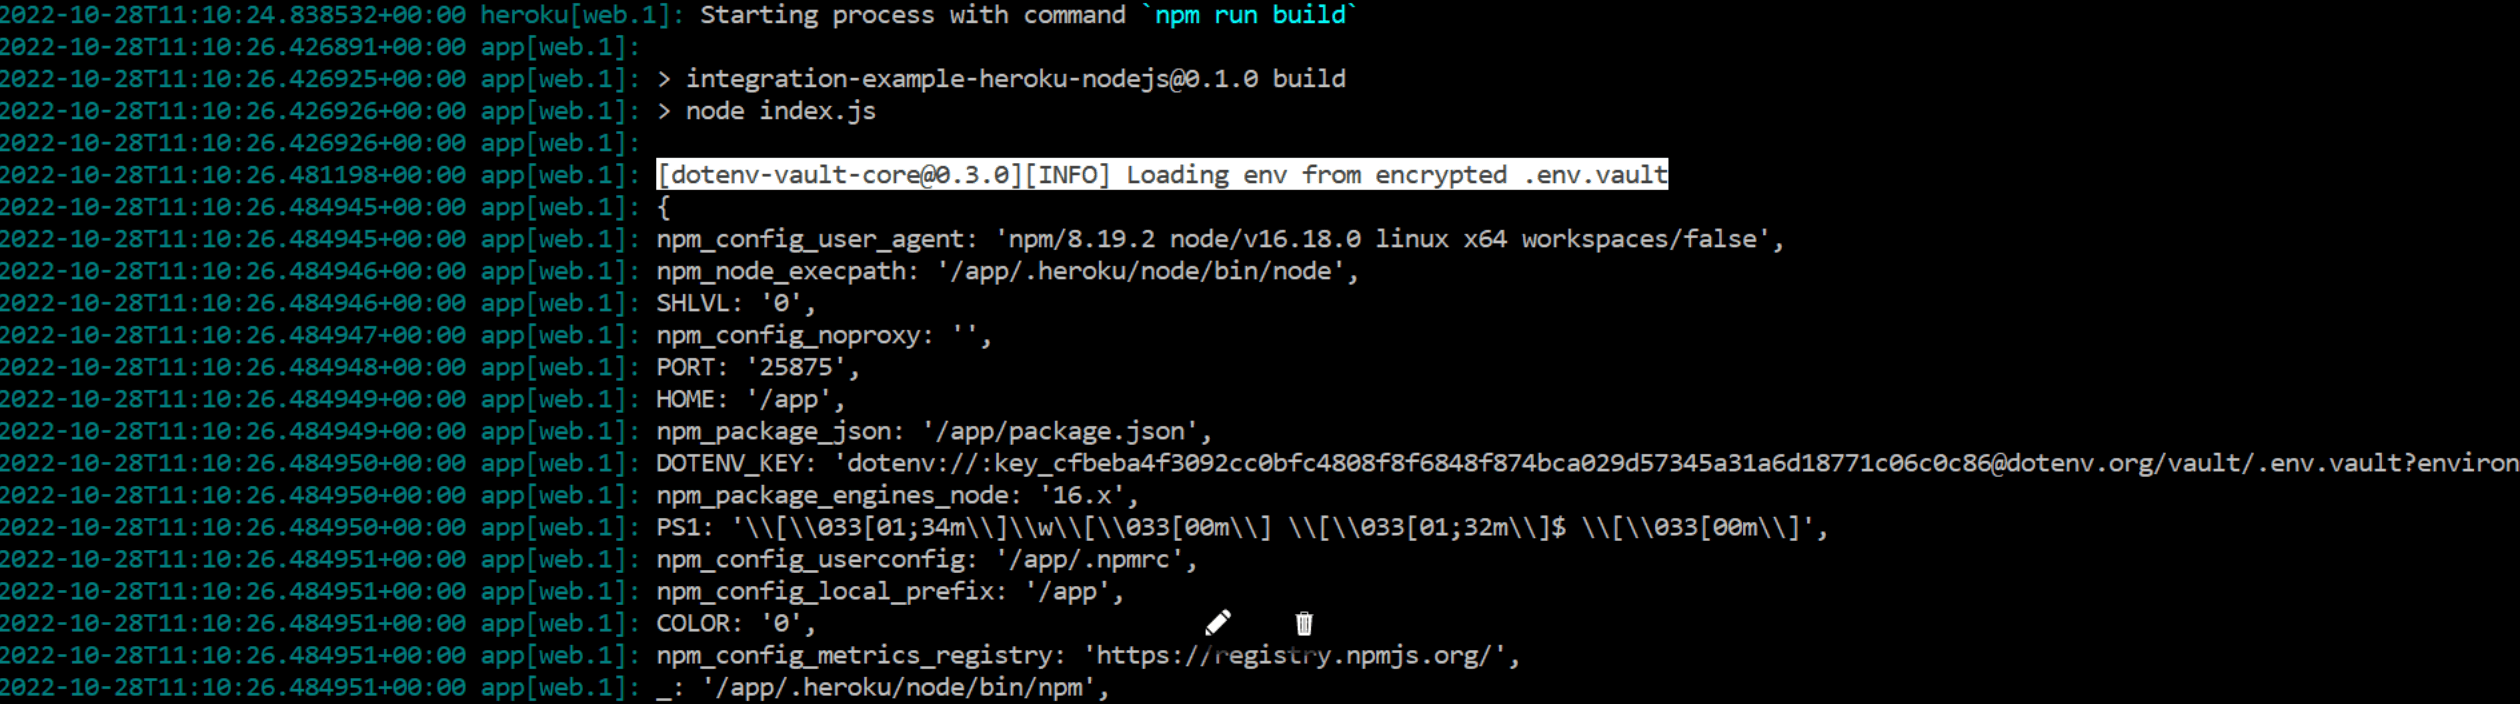 2022-10-28T11:10:24.838532+00:00 heroku[web.1]: Starting process with command `npm run build`
2022-10-28T11:10:26.426891+00:00 app[web.1]:
2022-10-28T11:10:26.426925+00:00 app[web.1]: > integration-example-heroku-nodejs@0.1.0 build
2022-10-28T11:10:26.426926+00:00 app[web.1]: > node index.js
2022-10-28T11:10:26.426926+00:00 app[web.1]:
2022-10-28T11:10:26.481198+00:00 app[web.1]: [dotenv-vault-core@0.3.0][INFO] Loading env from encrypted .env.vault
2022-10-28T11:10:26.484945+00:00 app[web.1]: {
2022-10-28T11:10:26.484945+00:00 app[web.1]: npm_config_user_agent: 'npm/8.19.2 node/v16.18.0 linux x64 workspaces/false',
2022-10-28T11:10:26.484946+00:00 app[web.1]: npm_node_execpath: '/app/.heroku/node/bin/node',
2022-10-28T11:10:26.484946+00:00 app[web.1]: SHLVL: '0',
2022-10-28T11:10:26.484947+00:00 app[web.1]: npm_config_noproxy: '',
2022-10-28T11:10:26.484948+00:00 app[web.1]: PORT: '25875',
2022-10-28T11:10:26.484949+00:00 app[web.1]: HOME: '/app',
2022-10-28T11:10:26.484949+00:00 app[web.1]: npm_package_json: '/app/package.json',
2022-10-28T11:10:26.484950+00:00 app[web.1]: DOTENV_KEY: 'dotenv://:key_cfbeba4f3092cc0bfc4808f8f6848f874bca029d57345a31a6d18771c06c0c86@dotenv.org/vault/.env.vault?environ
2022-10-28T11:10:26.484950+00:00 app[web.1]: npm_package_engines_node: '16.x',
2022-10-28T11:10:26.484950+00:00 app[web.1]: PS1: '\\[\\033[01;34m\\]\\w\\[\\033[00m\\] \\[\\033[01;32m\\]$ \\[\\033[00m\\]',
2022-10-28T11:10:26.484951+00:00 app[web.1]: npm_config_userconfig: '/app/.npmrc',
2022-10-28T11:10:26.484951+00:00 app[web.1]: npm_config_local_prefix: '/app',
2022-10-28T11:10:26.484951+00:00 app[web.1]: COLOR: '0',
2022-10-28T11:10:26.484951+00:00 app[web.1]: npm_config_metrics_registry: 'https://registry.npmjs.org/',
2022-10-28T11:10:26.484951+00:00 app[web.1]: _: '/app/.heroku/node/bin/npm',